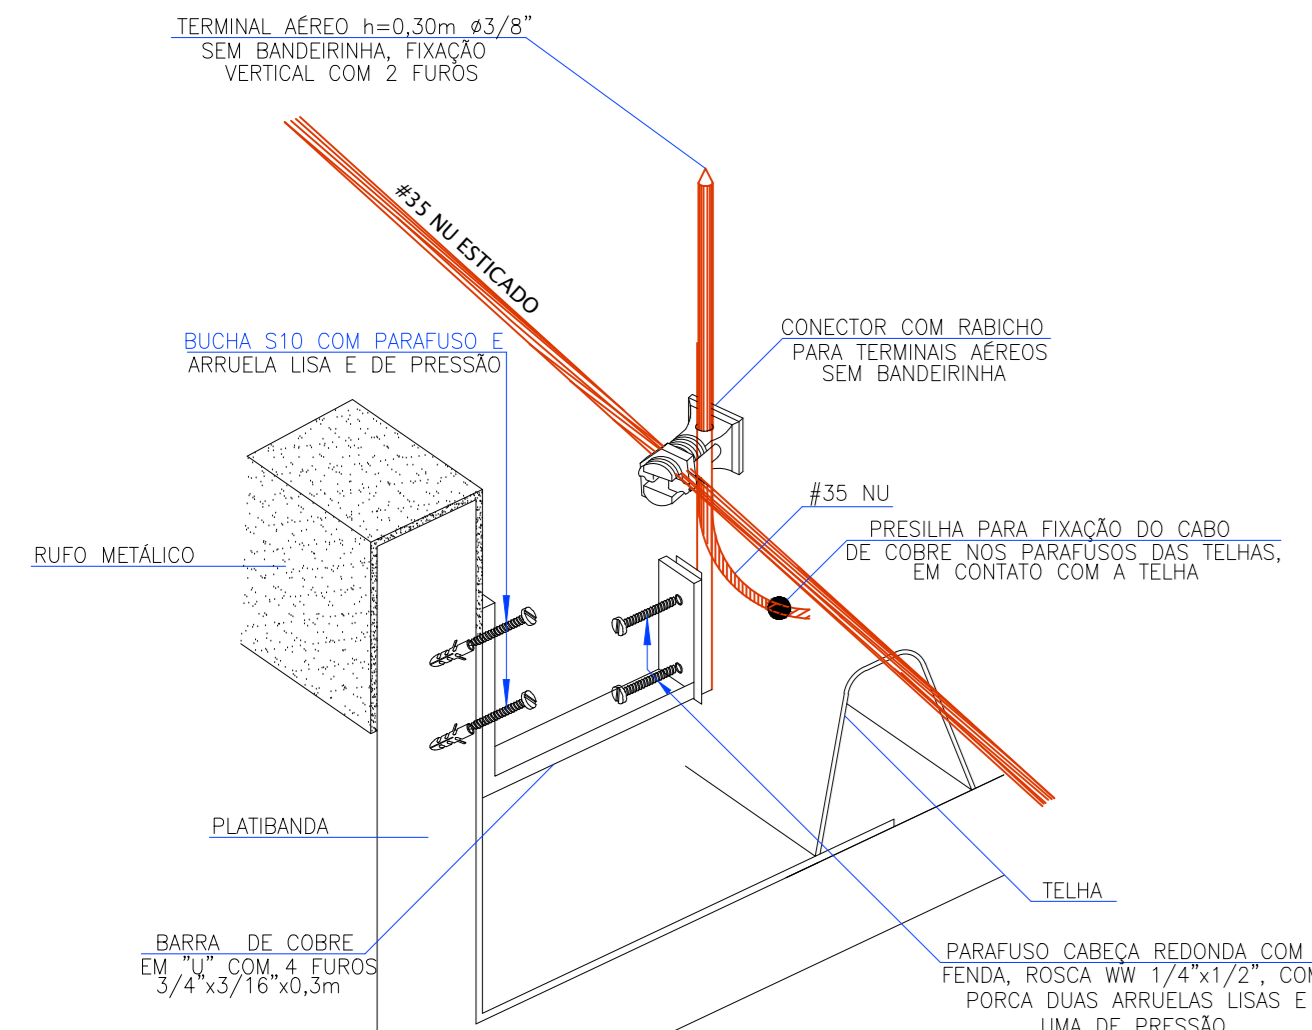 TERMINAL AÉREO h=0,30m ø3/8"
SEM BANDEIRINHA, FIXAÇÃO
VERTICAL COM 2 FUROS
#35 NU ESTICADO
BUCHA S10 COM PARAFUSO E
ARRUELA LISA E DE PRESSÃO
CONECTOR COM RABICHO
PARA TERMINAIS AÉREOS
SEM BANDEIRINHA
#35 NU
PRESILHA PARA FIXAÇÃO DO CABO
DE COBRE NOS PARAFUSOS DAS TELHAS,
EM CONTATO COM A TELHA
RUFO METÁLICO
PLATIBANDA
TELHA
BARRA DE COBRE
EM "U" COM 4 FUROS
3/4"x3/16"x0,3m
PARAFUSO CABEÇA REDONDA COM
FENDA, ROSCA WW 1/4"x1/2",
PORCA DUAS ARRUELAS LISAS E
UMA DE PRESSÃO